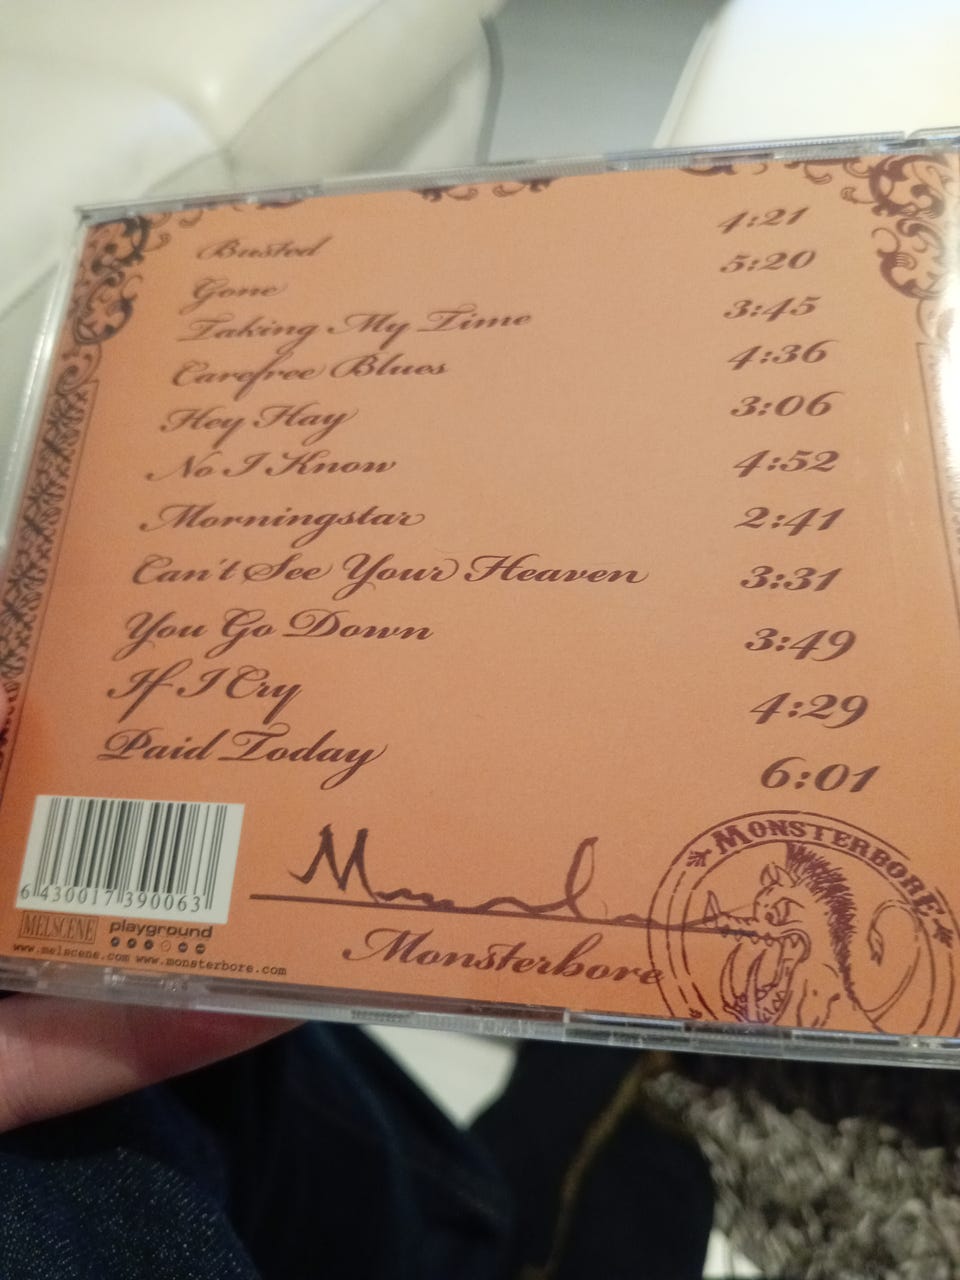 Busted 4:21
Gone 5:20
Taking My Time 3:45
Carefree Blues 4:36
Hey Hay 3:06
No I Know 4:52
Morningstar 2:41
Can't See Your Heaven 3:31
You Go Down 3:49
If I Cry 4:29
Paid Today 6:01
6 430017 390063
MELSCENE playground
www.melscene.com www.monsterbore.com
Monsterbore
MONSTERBORE